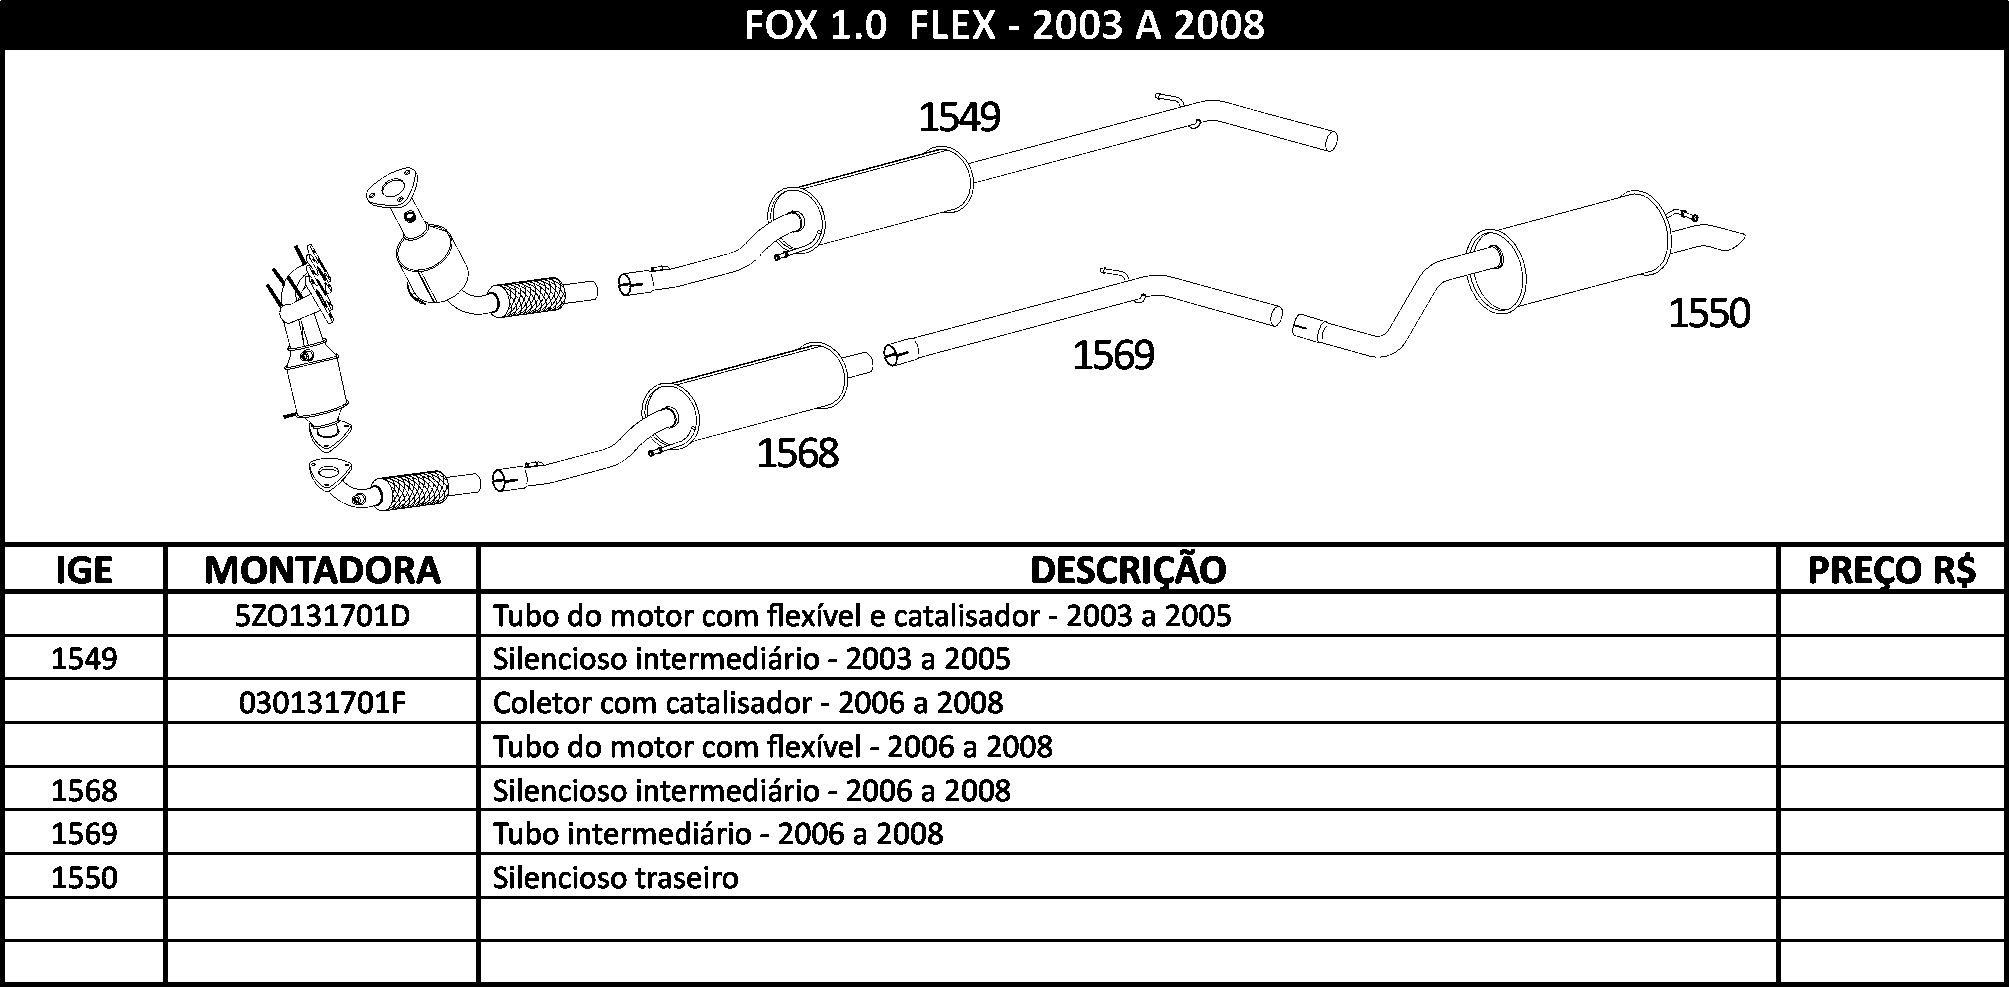 FOX 1.0 FLEX - 2003 A 2008
1549
1550
1569
1568
IGE MONTADORA DESCRIÇÃO PREÇO R$
5ZO131701D Tubo do motor com flexível e catalisador - 2003 a 2005
1549 Silencioso intermediário - 2003 a 2005
030131701F Coletor com catalisador - 2006 a 2008
Tubo do motor com flexível - 2006 a 2008
1568 Silencioso intermediário - 2006 a 2008
1569 Tubo intermediário - 2006 a 2008
1550 Silencioso traseiro